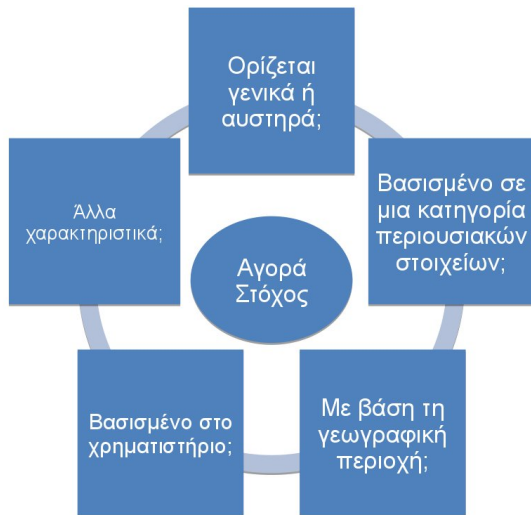 Ορίζεται
γενικά ή
αυστηρά;
Βασισμένο σε
μια κατηγορία
περιουσιακών
στοιχείων;
Με βάση τη
γεωγραφική
περιοχή;
Βασισμένο στο
χρηματιστήριο;
Άλλα
χαρακτηριστικά;
Αγορά
Στόχος